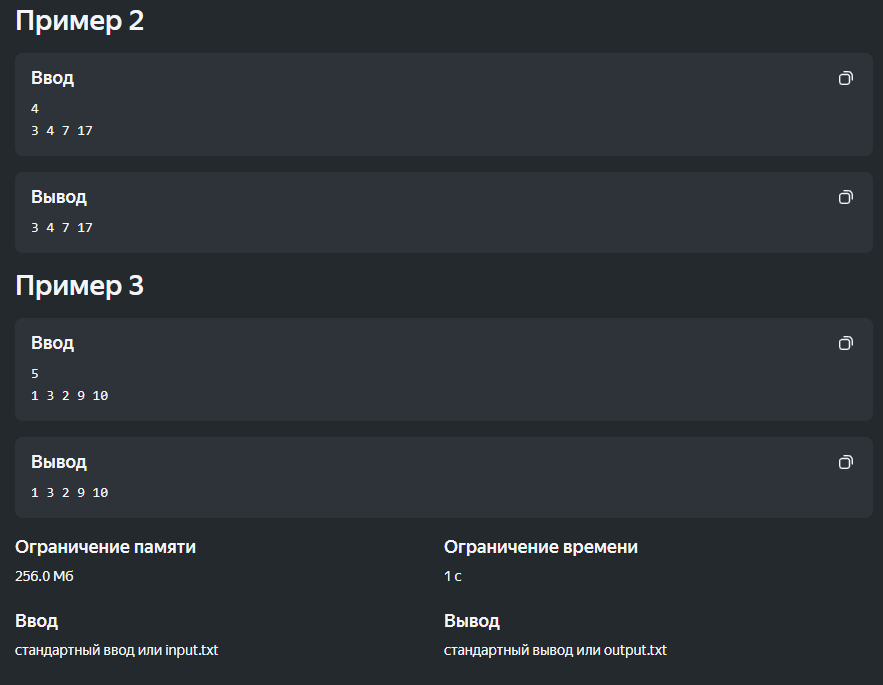 Пример 2
Ввод
4
3 4 7 17
Вывод
3 4 7 17
Пример 3
Ввод
5
1 3 2 9 10
Вывод
1 3 2 9 10
Ограничение памяти
256.0 Мб
Ограничение времени
1 с
Ввод
стандартный ввод или input.txt
Вывод
стандартный вывод или output.txt